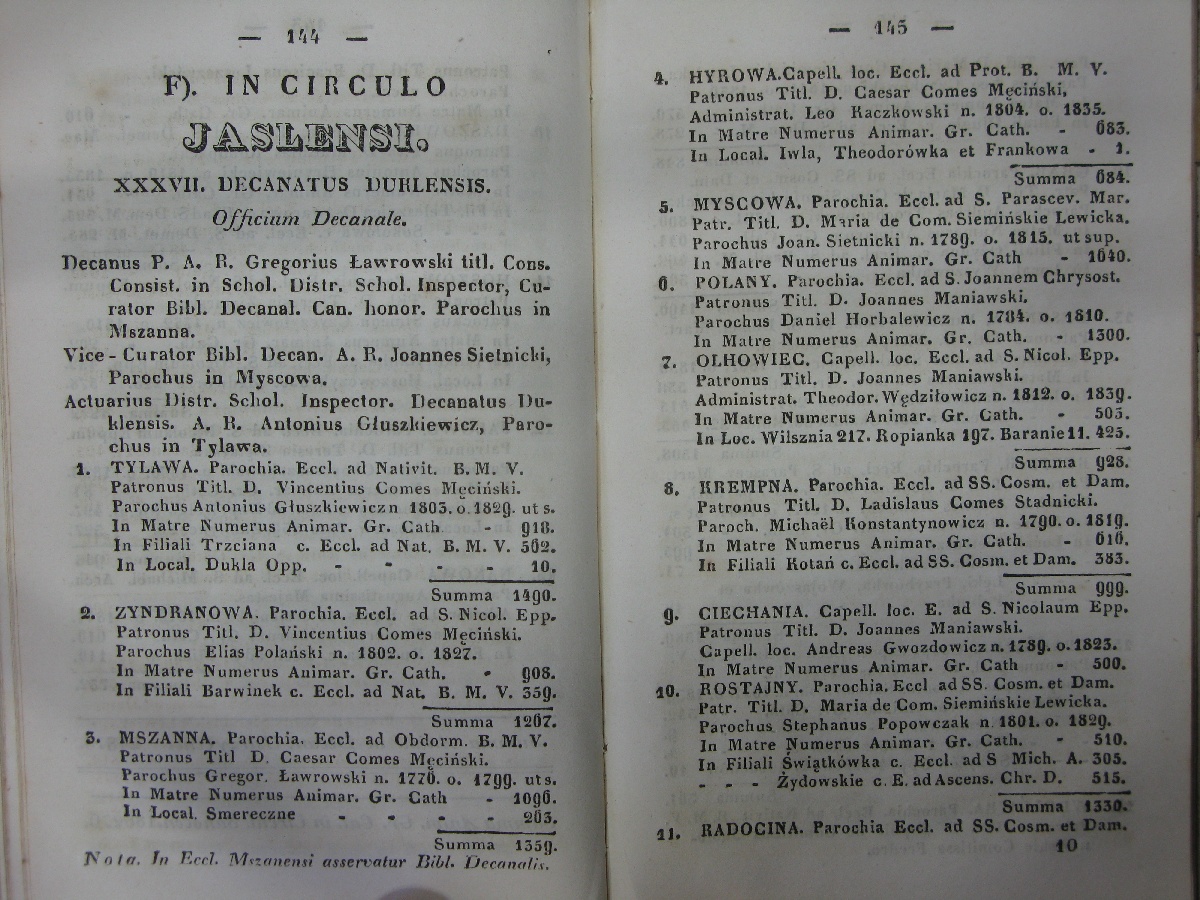 — 144 —
F). IN CIRCULO
JASLENSI.
XXXVII. DECANATUS DUKLENSIS.
Officium Decanale.
Decanus P. A. R. Gregorius Ławrowski titl. Cons.
Consist. in Schol. Distr. Schol. Inspector, Cu-
rator Bibl. Decanal. Can. honor. Parochus in
Mszanna.
Vice-Curator Bibl. Decan. A. R. Joannes Sietnicki,
Parochus in Myscowa.
Actuarius Distr. Schol. Inspector. Decanatus Du-
klensis. A. R. Antonius Głuszkiewicz, Paro-
chus in Tylawa.
1. TYLAWA. Parochia. Eccl. ad Nativit. B. M. V.
Patronus Titl. D. Vincentius Comes Męciński.
Parochus Antonius Głuszkiewicz n 1803. o. 1829. ut s.
In Matre Numerus Animar. Gr. Cath - 918.
In Filiali Trzciana c. Eccl. ad Nat. B. M. V. 562.
In Local. Dukla Opp. - - - 10.
Summa 1490.
2. ZYNDRANOWA. Parochia. Eccl. ad S. Nicol. Epp.
Patronus Titl. D. Vincentius Comes Męciński.
Parochus Elias Polański n. 1802. o. 1827.
In Matre Numerus Animar. Gr. Cath. - 908.
In Filiali Barwinek c. Eccl. ad Nat. B. M. V. 359.
Summa 1267.
3. MSZANNA. Parochia. Eccl. ad Obdorm. B. M. V.
Patronus Titl D. Caesar Comes Męciński.
Parochus Gregor. Ławrowski n. 1776. o. 1799. ut s.
In Matre Numerus Animar. Gr. Cath - 1096.
In Local. Smereczne - - - - 263.
Summa 1359.
Nota. In Eccl. Mszanensi asservatur Bibl. Decanalis.
— 145 —
4. HYROWA. Capell. loc. Eccl. ad Prot. B. M. V.
Patronus Titl. D. Caesar Comes Męciński,
Administrat. Leo Kaczkowski n. 1804. o. 1835.
In Matre Numerus Animar. Gr. Cath. - 683.
In Local. Iwla, Theodorówka et Frankowa - 1.
Summa 684.
5. MYSCOWA. Parochia. Eccl. ad S. Parascev. Mar.
Patr. Titl. D. Maria de Com. Siemińskie Lewicka.
Parochus Joan. Sietnicki n. 1789. o. 1815. ut sup.
In Matre Numerus Animar. Gr. Cath - 1640.
6. POLANY. Parochia. Eccl. ad S. Joannem Chrysost.
Patronus Titl. D. Joannes Maniawski.
Parochus Daniel Horbalewicz n. 1784. o. 1810.
In Matre Numerus Animar. Gr. Cath. - 1300.
7. OLHOWIEC. Capell. loc. Eccl. ad S. Nicol. Epp.
Patronus Titl. D. Joannes Maniawski.
Administrat. Theodor. Wędziłowicz n. 1812. o. 1839.
In Matre Numerus Animar. Gr. Cath. - 503.
In Loc. Wilsznia 217. Ropianka 197. Baranie 11. 425.
Summa 928.
8. KREMPNA. Parochia. Eccl. ad SS. Cosm. et Dam.
Patronus Titl. D. Ladislaus Comes Stadnicki.
Paroch. Michaël Konstantynowicz n. 1790. o. 1819.
In Matre Numerus Animar. Gr. Cath. - 616.
In Filiali Kotań c. Eccl. ad SS. Cosm. et Dam. 383.
Summa 999.
9. CIECHANIA. Capell. loc. E. ad S. Nicolaum Epp.
Patronus Titl. D. Joannes Maniawski.
Capell. loc. Andreas Gwozdowicz n. 1789. o. 1823.
In Matre Numerus Animar. Gr. Cath - 500.
10. ROSTAJNY. Parochia. Eccl ad SS. Cosm. et Dam.
Patr. Titl. D. Maria de Com. Siemińskie Lewicka.
Parochus Stephanus Popowczak n. 1801. o. 1829.
In Matre Numerus Animar. Gr. Cath. - 510.
In Filiali Świątkówka c. Eccl. ad S Mich. A. 305.
- - - Żydowskie c. E. ad Ascens. Chr. D. 515.
Summa 1330.
11. RADOCINA. Parochia Eccl. ad SS. Cosm. et Dam.
10